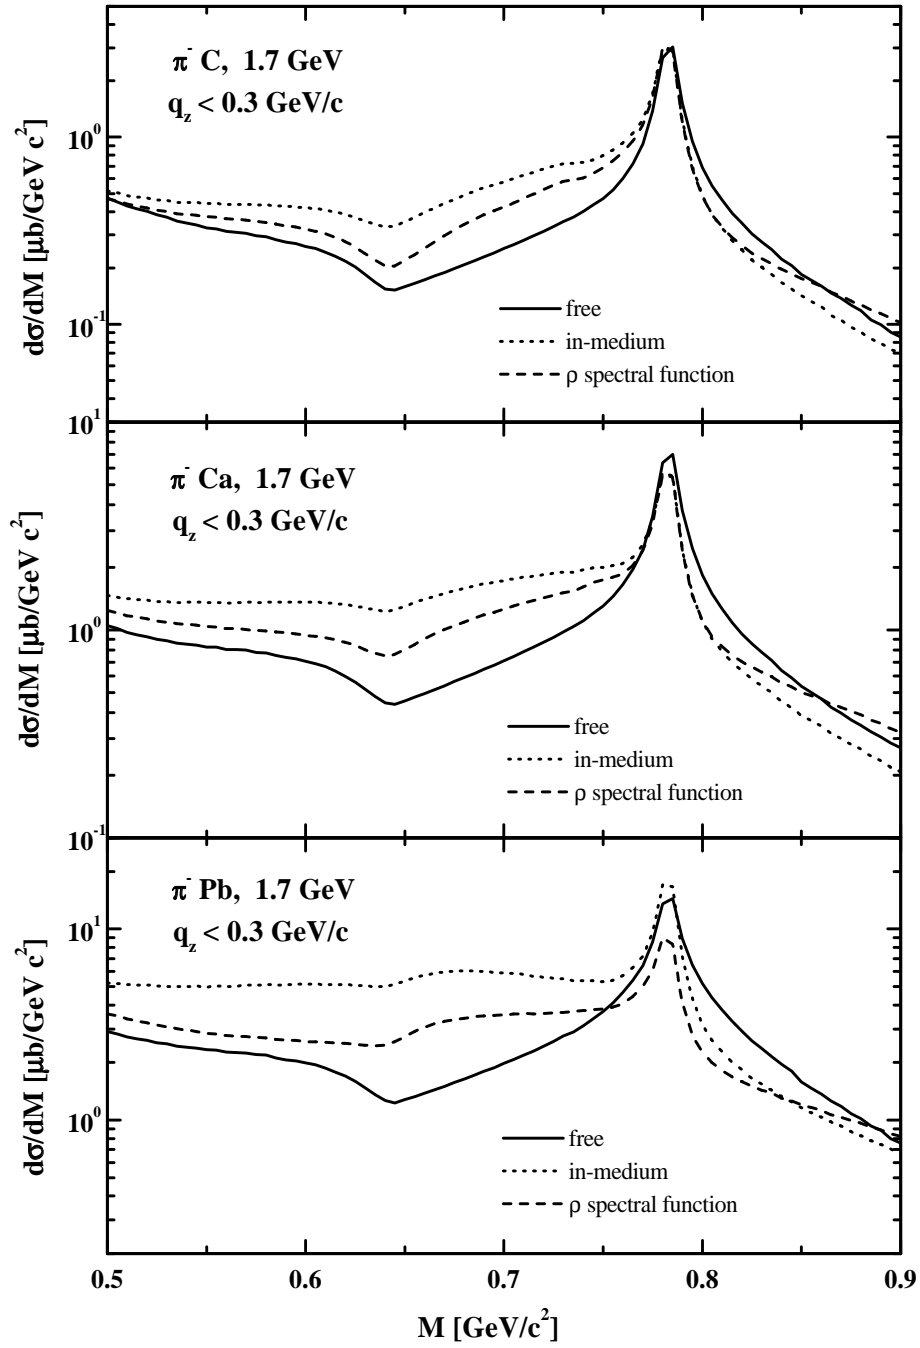 π⁻ C, 1.7 GeV
q_z < 0.3 GeV/c
10⁰
10⁻¹
dσ/dM [μb/GeV c²]
free
in-medium
ρ spectral function
10¹
π⁻ Ca, 1.7 GeV
q_z < 0.3 GeV/c
10⁰
10⁻¹
dσ/dM [μb/GeV c²]
free
in-medium
ρ spectral function
π⁻ Pb, 1.7 GeV
q_z < 0.3 GeV/c
10¹
10⁰
dσ/dM [μb/GeV c²]
free
in-medium
ρ spectral function
0.5 0.6 0.7 0.8 0.9
M [GeV/c²]